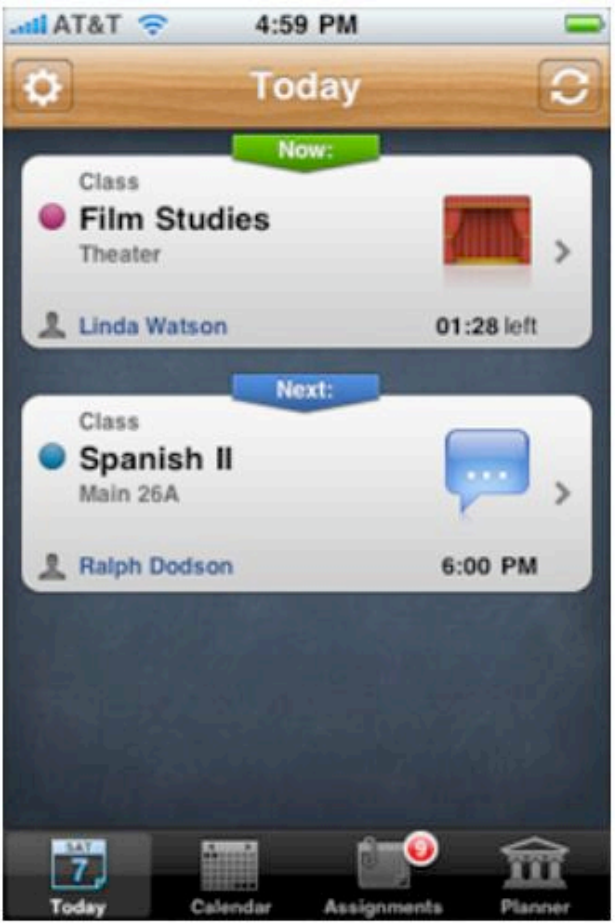 AT&T 4:59 PM
Today
Now:
Class
Film Studies
Theater
Linda Watson 01:28 left
Next:
Class
Spanish II
Main 26A
Ralph Dodson 6:00 PM
SAT
7
9
Today Calendar Assignments Planner